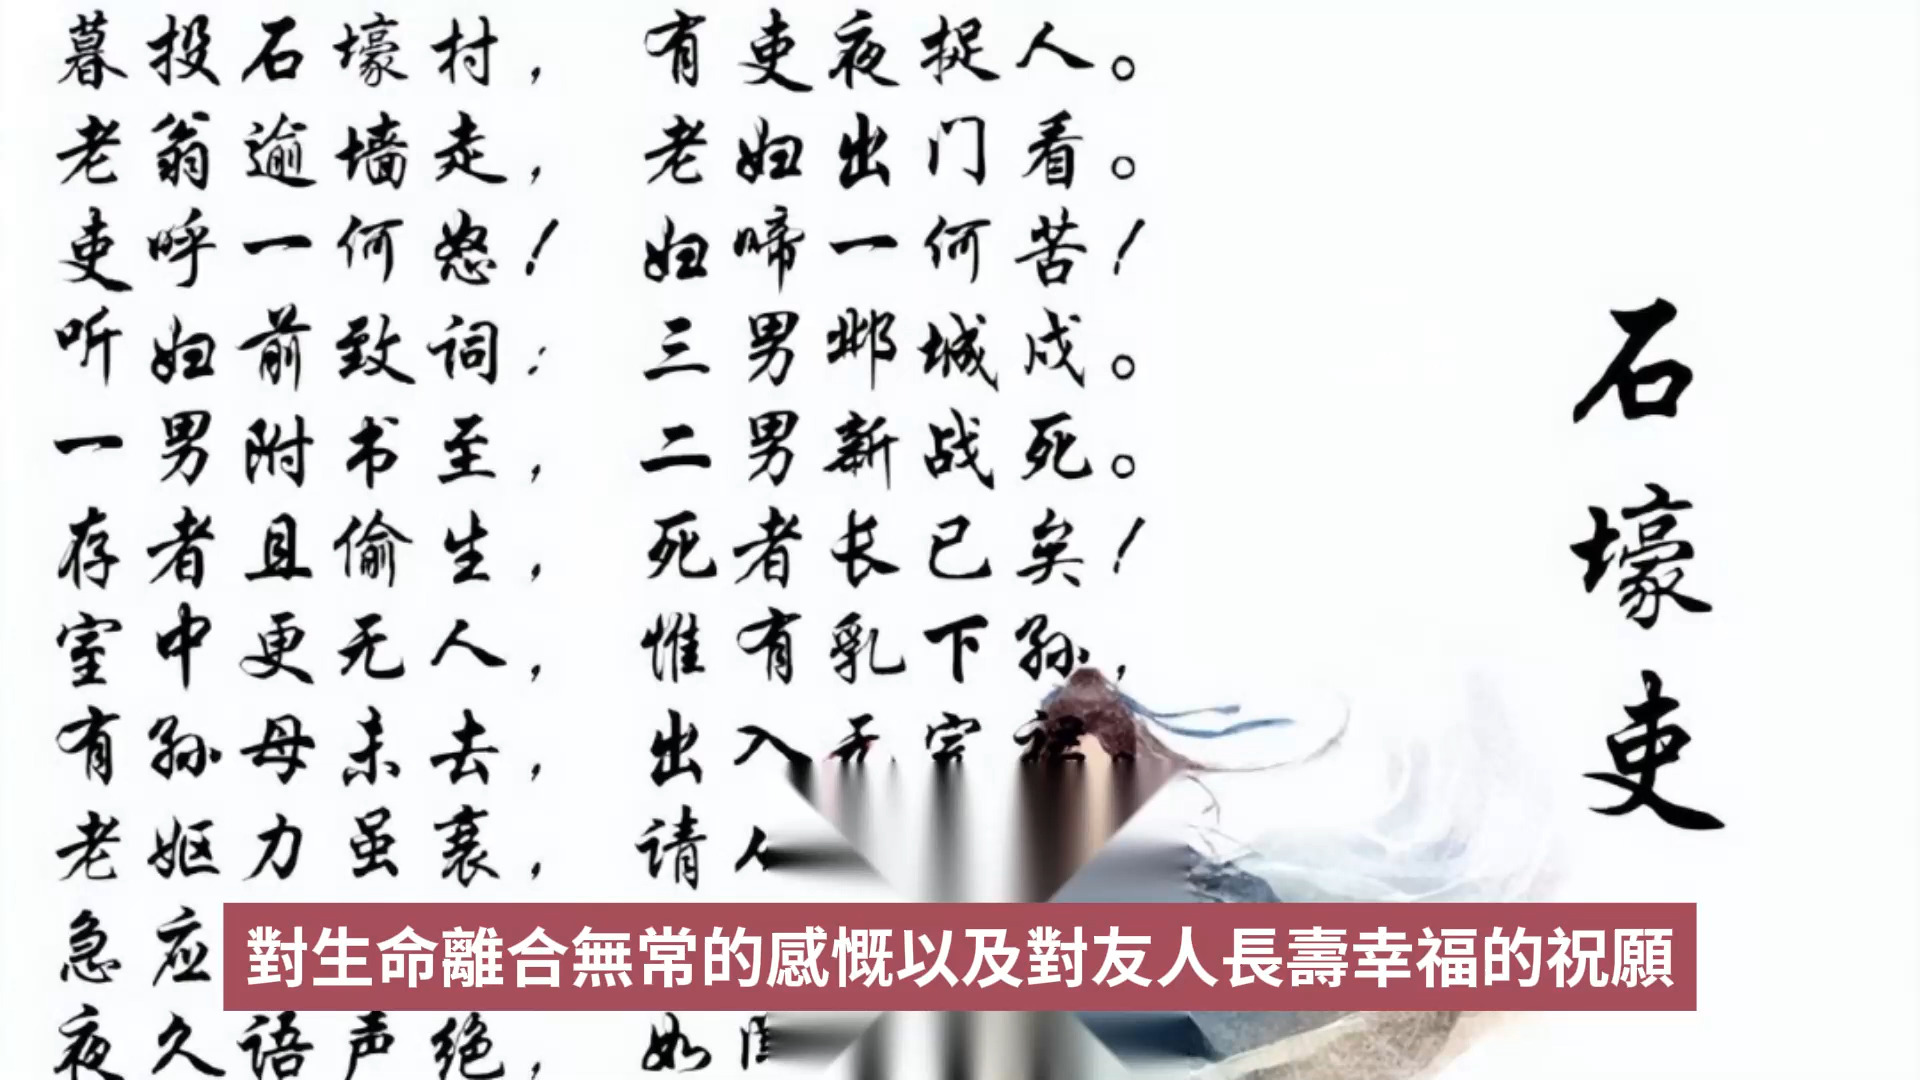 暮投石壕村，有吏夜捉人。
老翁逾墙走，老妇出门看。
吏呼一何怒！妇啼一何苦！
听妇前致词：三男邺城戍。
一男附书至，二男新战死。
存者且偷生，死者长已矣！
室中更无人，惟有乳下孙，
有孙母未去，出入无完裙。
老妪力虽衰，请
急应
夜久语声绝，如
石壕吏
對生命離合無常的感慨以及對友人長壽幸福的祝願